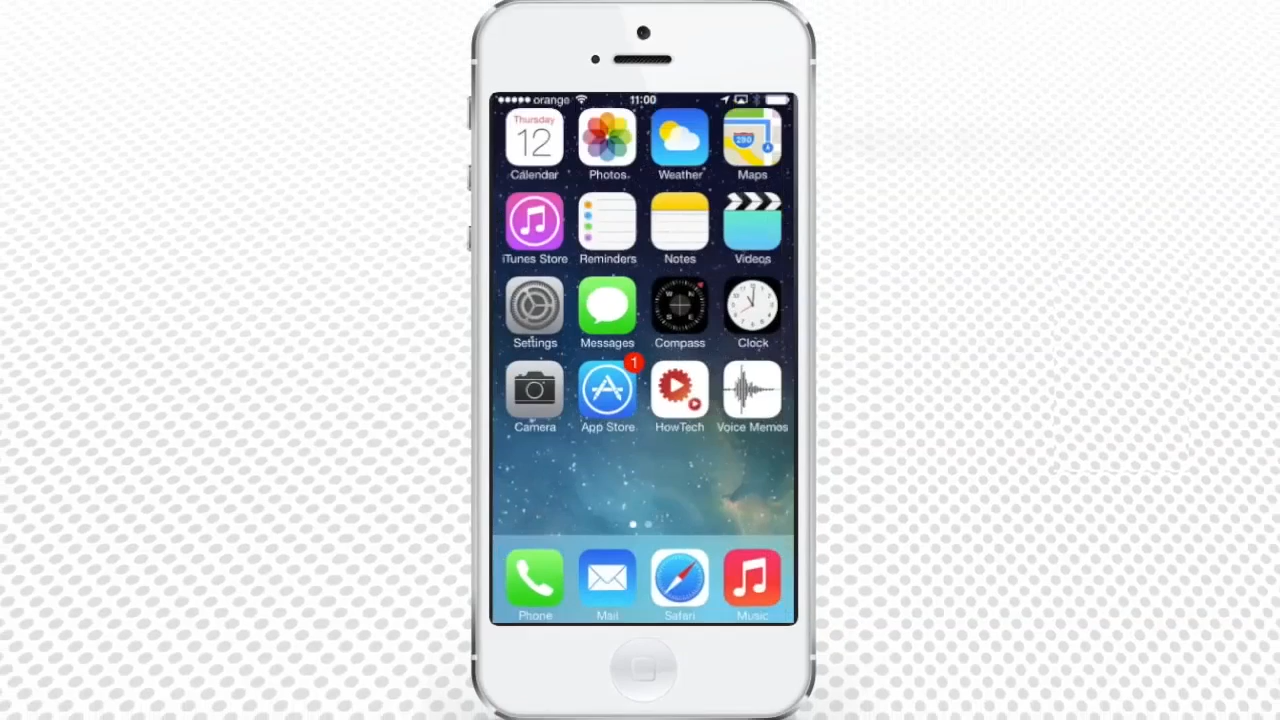 orange 11:00
Thursday
12
280
Calendar Photos Weather Maps
iTunes Store Reminders Notes Videos
W N
S E
Settings Messages Compass Clock
1
Camera App Store HowTech Voice Memos
Phone Mail Safari Music